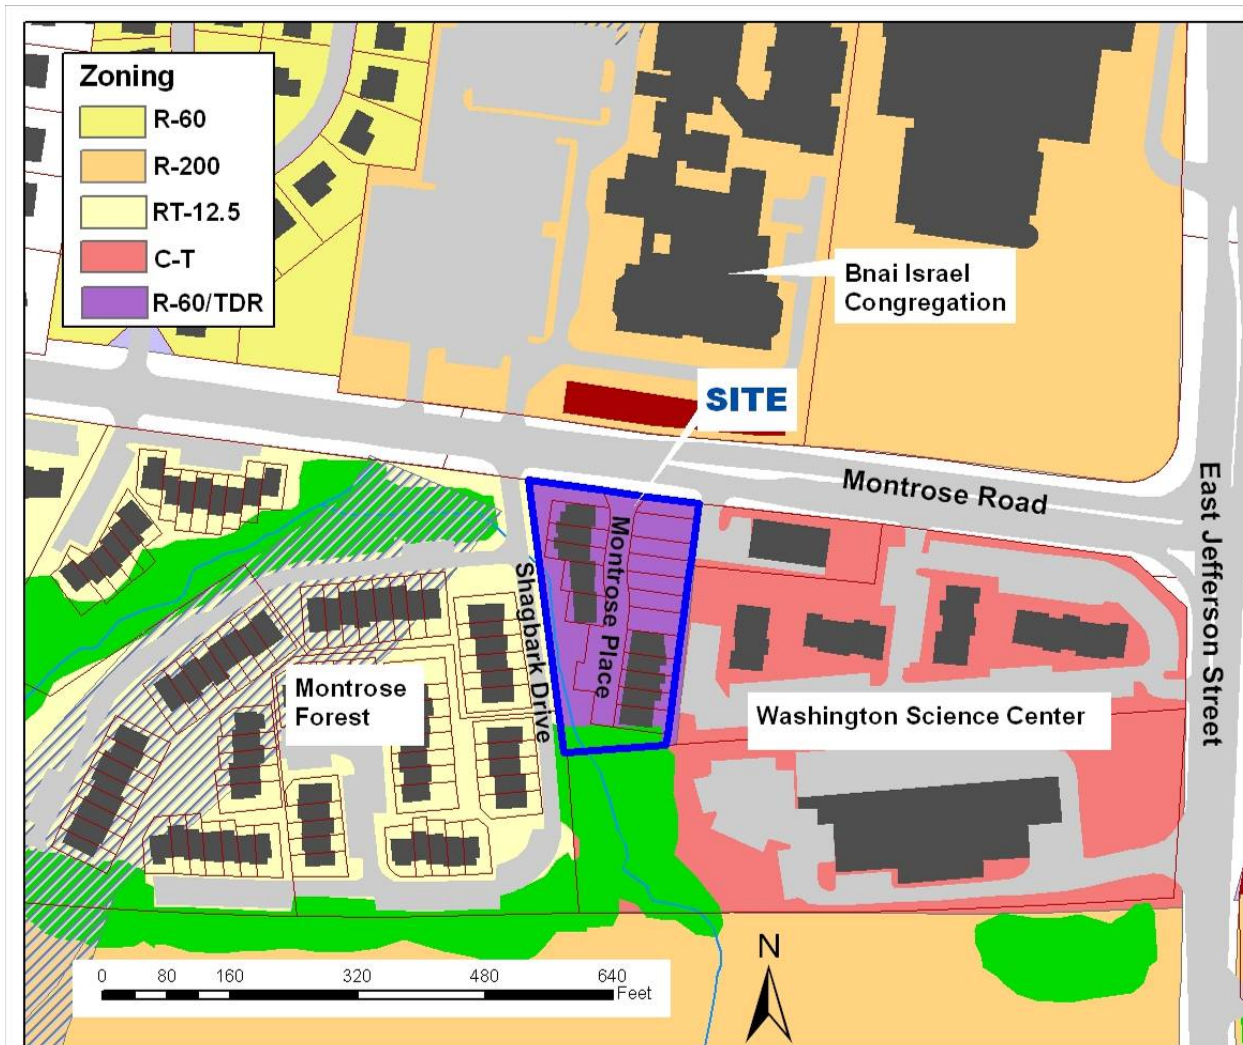 Zoning
R-60
R-200
RT-12.5
C-T
R-60/TDR
Bnai Israel
Congregation
SITE
Montrose Road
East Jefferson Street
Montrose Place
Shagbark Drive
Montrose
Forest
Washington Science Center
0 80 160 320 480 640
Feet
N